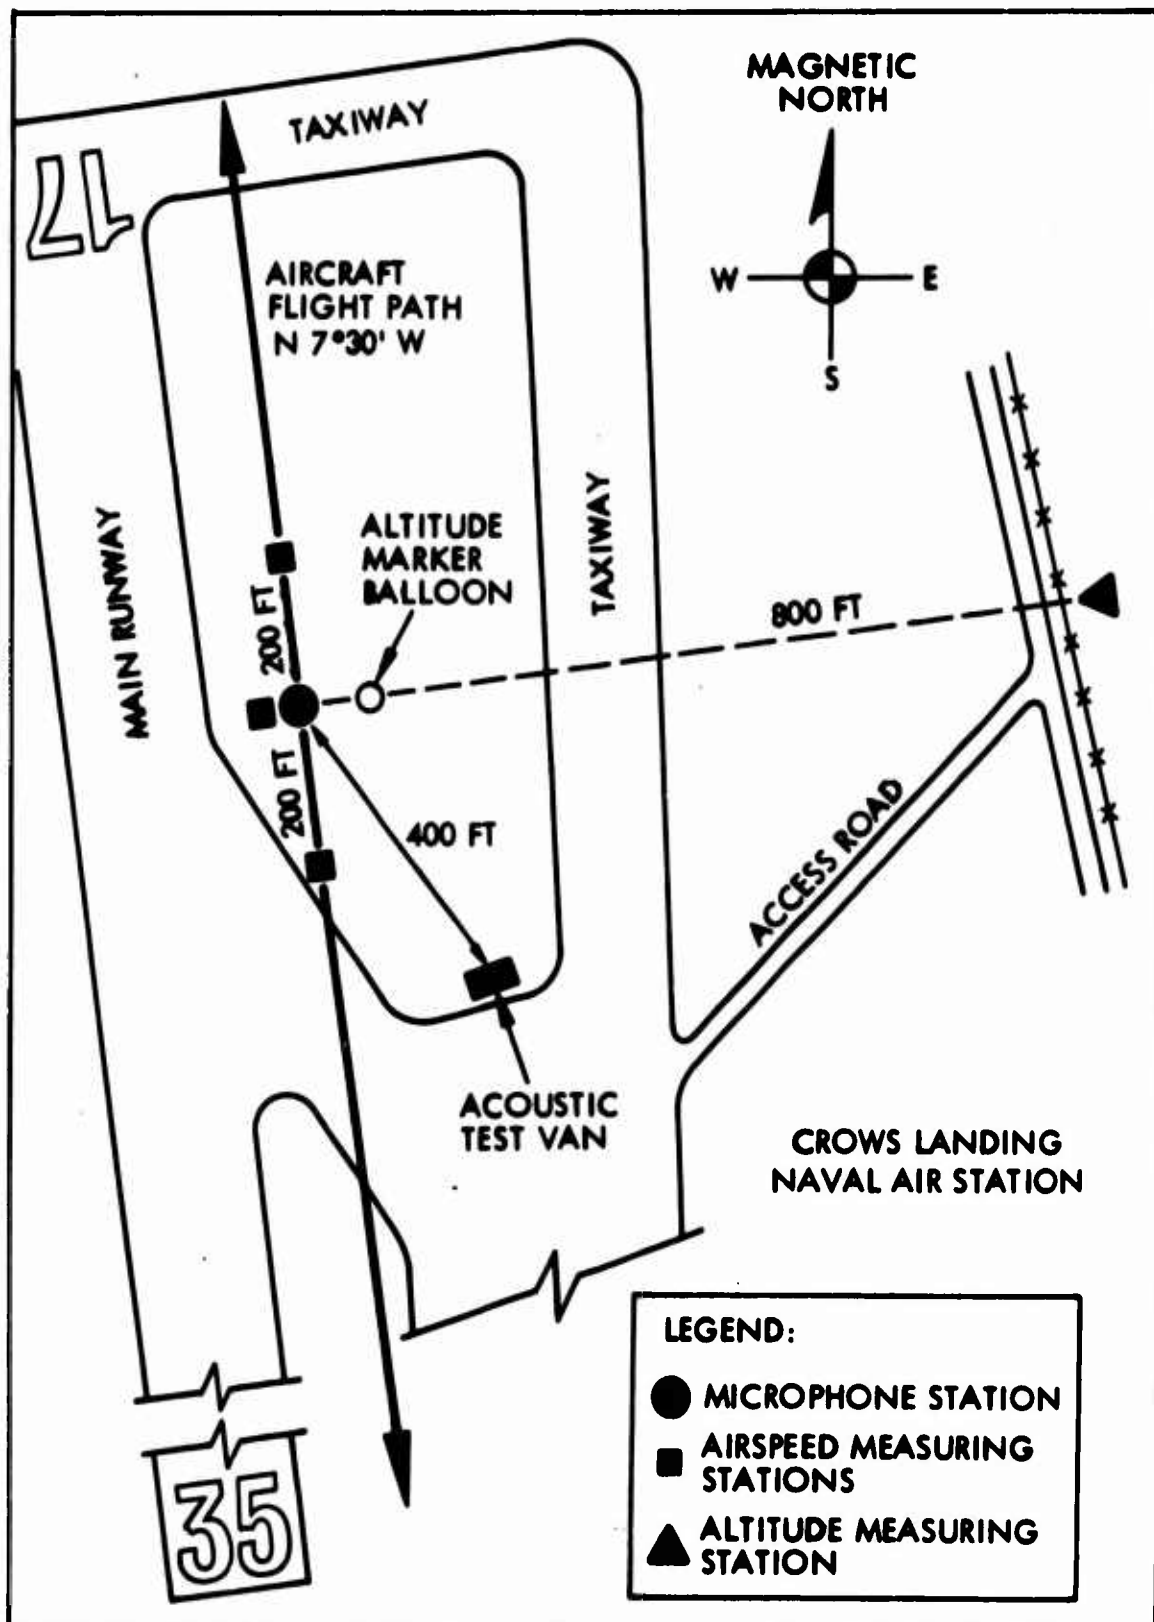 MAGNETIC
NORTH
TAXIWAY
17
W
E
S
AIRCRAFT
FLIGHT PATH
N 7°30' W
ALTITUDE
MARKER
BALLOON
TAXIWAY
MAIN RUNWAY
200 FT
800 FT
200 FT
400 FT
ACCESS ROAD
ACOUSTIC
TEST VAN
CROWS LANDING
NAVAL AIR STATION
LEGEND:
MICROPHONE STATION
AIRSPEED MEASURING
STATIONS
ALTITUDE MEASURING
STATION
35